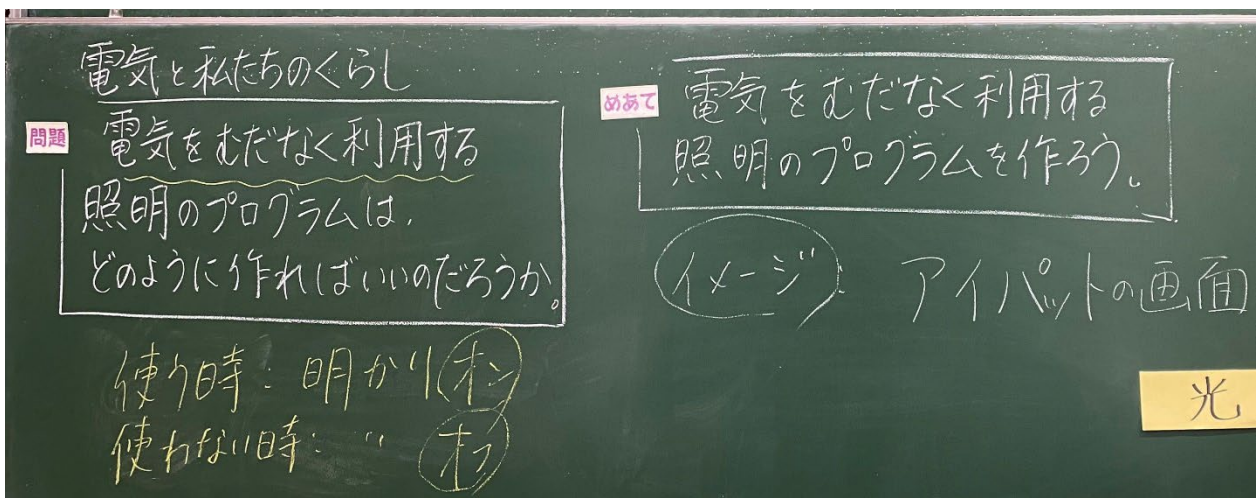 電気と私たちのくらし
問題
電気をむだなく利用する
照明のプログラムは、
どのように作ればいいのだろうか。
使う時：明かりオン
使わない時：〃 オフ
めあて
電気をむだなく利用する
照明のプログラムを作ろう。
イメージ：アイパットの画面
光